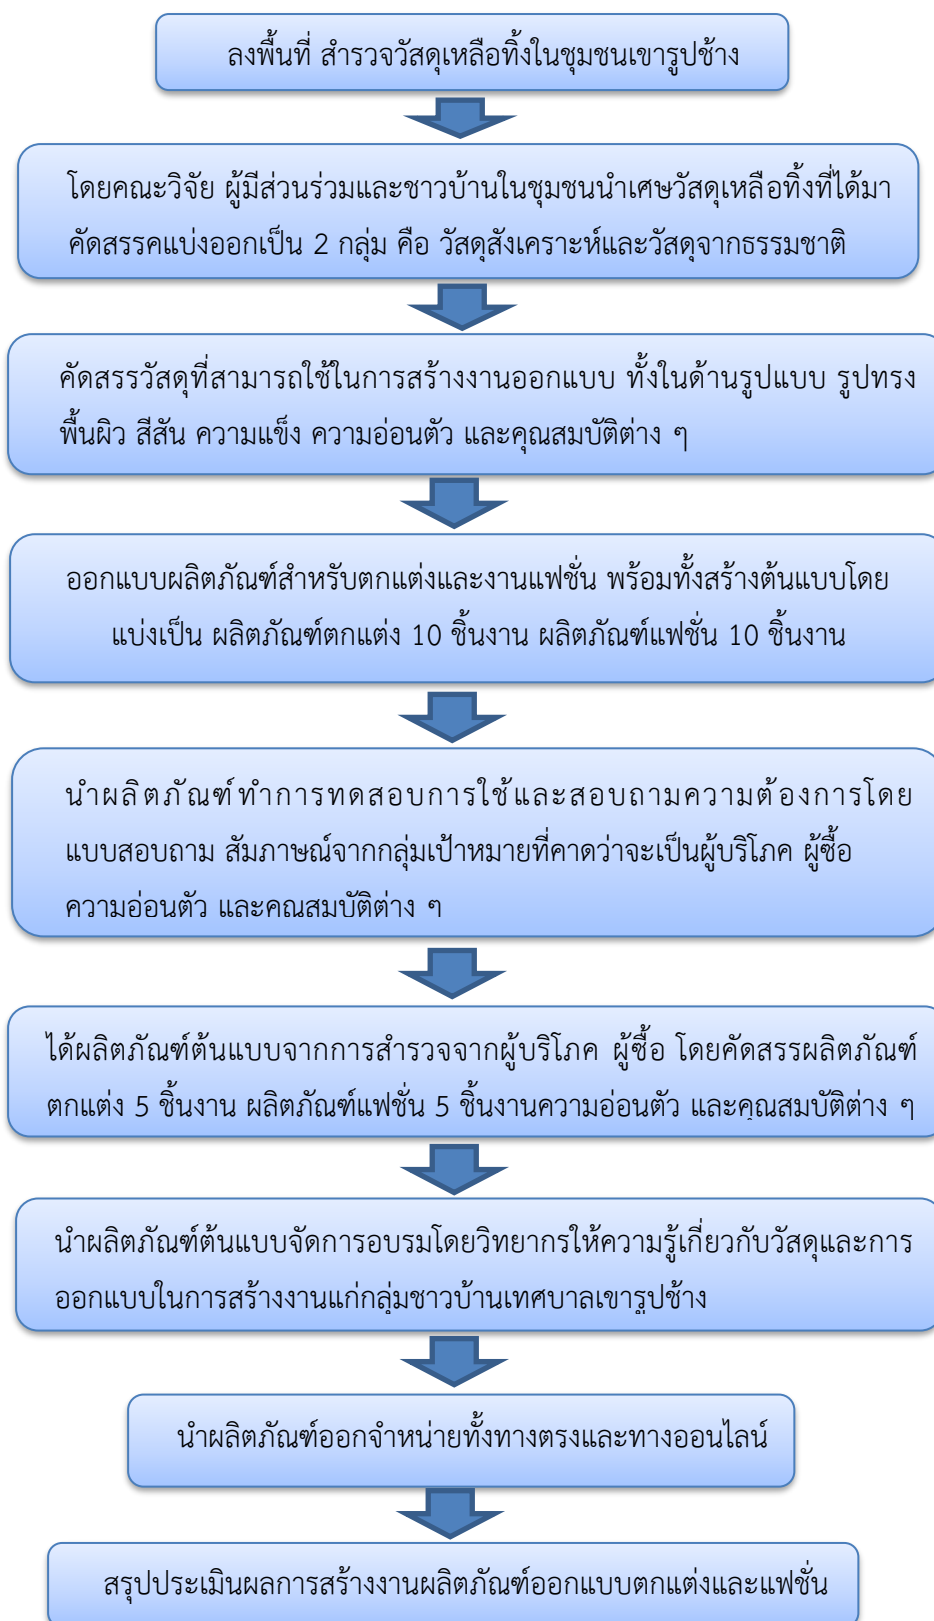 ลงพื้นที่ สำรวจวัสดุเหลือทิ้งในชุมชนเขารูปช้าง
โดยคณะวิจัย ผู้มีส่วนร่วมและชาวบ้านในชุมชนนำเศษวัสดุเหลือทิ้งที่ได้มา
คัดสรรคแบ่งออกเป็น 2 กลุ่ม คือ วัสดุสังเคราะห์และวัสดุจากธรรมชาติ
คัดสรรวัสดุที่สามารถใช้ในการสร้างงานออกแบบ ทั้งในด้านรูปแบบ รูปทรง
พื้นผิว สีสัน ความแข็ง ความอ่อนตัว และคุณสมบัติต่าง ๆ
ออกแบบผลิตภัณฑ์สำหรับตกแต่งและงานแฟชั่น พร้อมทั้งสร้างต้นแบบโดย
แบ่งเป็น ผลิตภัณฑ์ตกแต่ง 10 ชิ้นงาน ผลิตภัณฑ์แฟชั่น 10 ชิ้นงาน
นำผลิตภัณฑ์ทำการทดสอบการใช้และสอบถามความต้องการโดย
แบบสอบถาม สัมภาษณ์จากกลุ่มเป้าหมายที่คาดว่าจะเป็นผู้บริโภค ผู้ซื้อ
ความอ่อนตัว และคุณสมบัติต่าง ๆ
ได้ผลิตภัณฑ์ต้นแบบจากการสำรวจจากผู้บริโภค ผู้ซื้อ โดยคัดสรรผลิตภัณฑ์
ตกแต่ง 5 ชิ้นงาน ผลิตภัณฑ์แฟชั่น 5 ชิ้นงานความอ่อนตัว และคุณสมบัติต่าง ๆ
นำผลิตภัณฑ์ต้นแบบจัดการอบรมโดยวิทยากรให้ความรู้เกี่ยวกับวัสดุและการ
ออกแบบในการสร้างงานแก่กลุ่มชาวบ้านเทศบาลเขารูปช้าง
นำผลิตภัณฑ์ออกจำหน่ายทั้งทางตรงและทางออนไลน์
สรุปประเมินผลการสร้างงานผลิตภัณฑ์ออกแบบตกแต่งและแฟชั่น